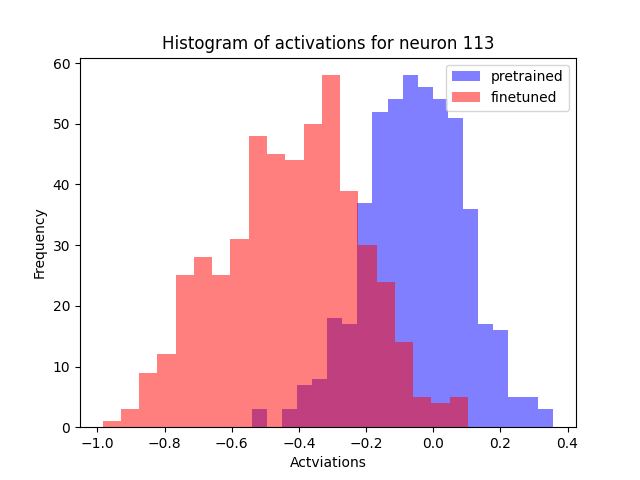 Histogram of activations for neuron 113
pretrained
finetuned
60
50
40
30
20
10
0
Frequency
−1.0 −0.8 −0.6 −0.4 −0.2 0.0 0.2 0.4
Actviations